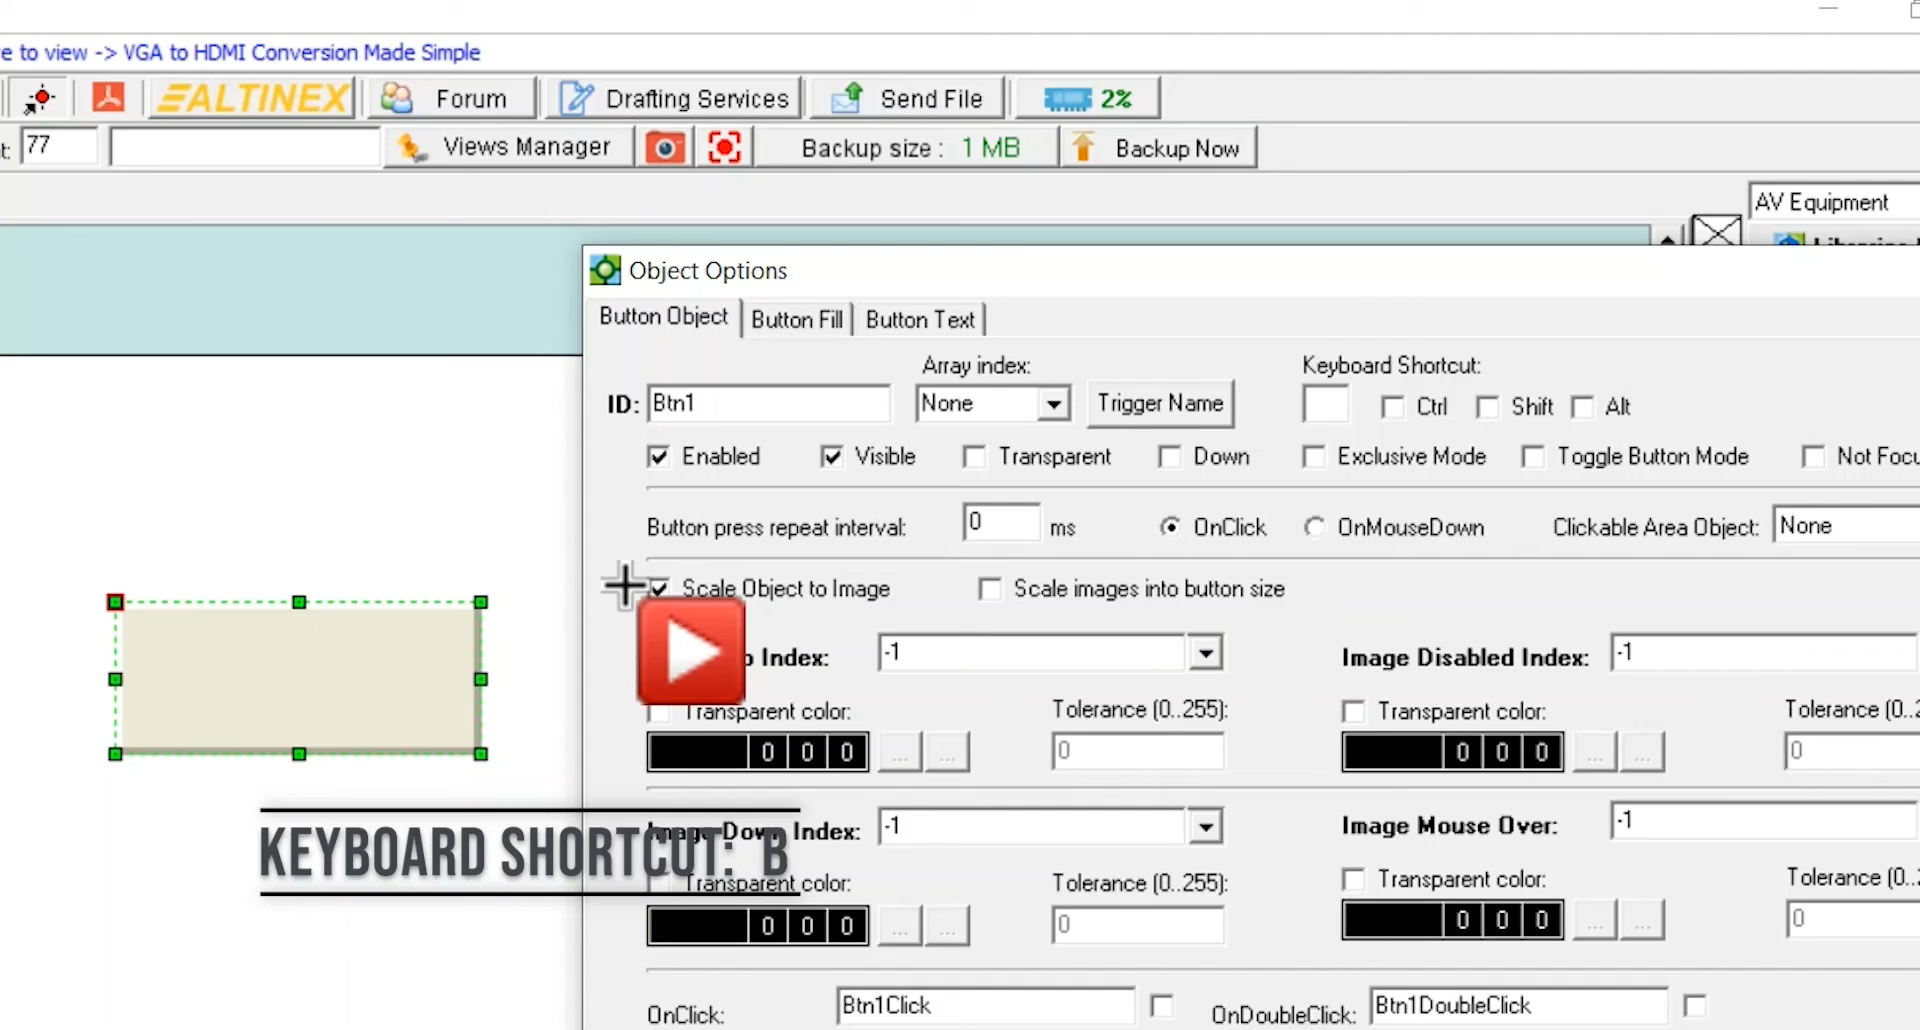 e to view -> VGA to HDMI Conversion Made Simple
ALTINEX Forum Drafting Services Send File 2%
t: 77 Views Manager Backup size : 1 MB Backup Now
AV Equipment
Object Options
Button Object Button Fill Button Text
Array index: Keyboard Shortcut:
ID: Btn1 None Trigger Name Ctrl Shift Alt
Enabled Visible Transparent Down Exclusive Mode Toggle Button Mode Not Focu
Button press repeat interval: 0 ms OnClick OnMouseDown Clickable Area Object: None
Scale Object to Image Scale images into button size
p Index: -1 Image Disabled Index: -1
Transparent color: Tolerance (0..255): Transparent color: Tolerance (0..2
0 0 0 ... ... 0 0 0 0 ... ... 0
Image Down Index: -1 Image Mouse Over: -1
KEYBOARD SHORTCUT: B
Transparent color: Tolerance (0..255): Transparent color: Tolerance (0..
0 0 0 ... ... 0 0 0 0 ... ... 0
OnClick: Btn1Click OnDoubleClick: Btn1DoubleClick